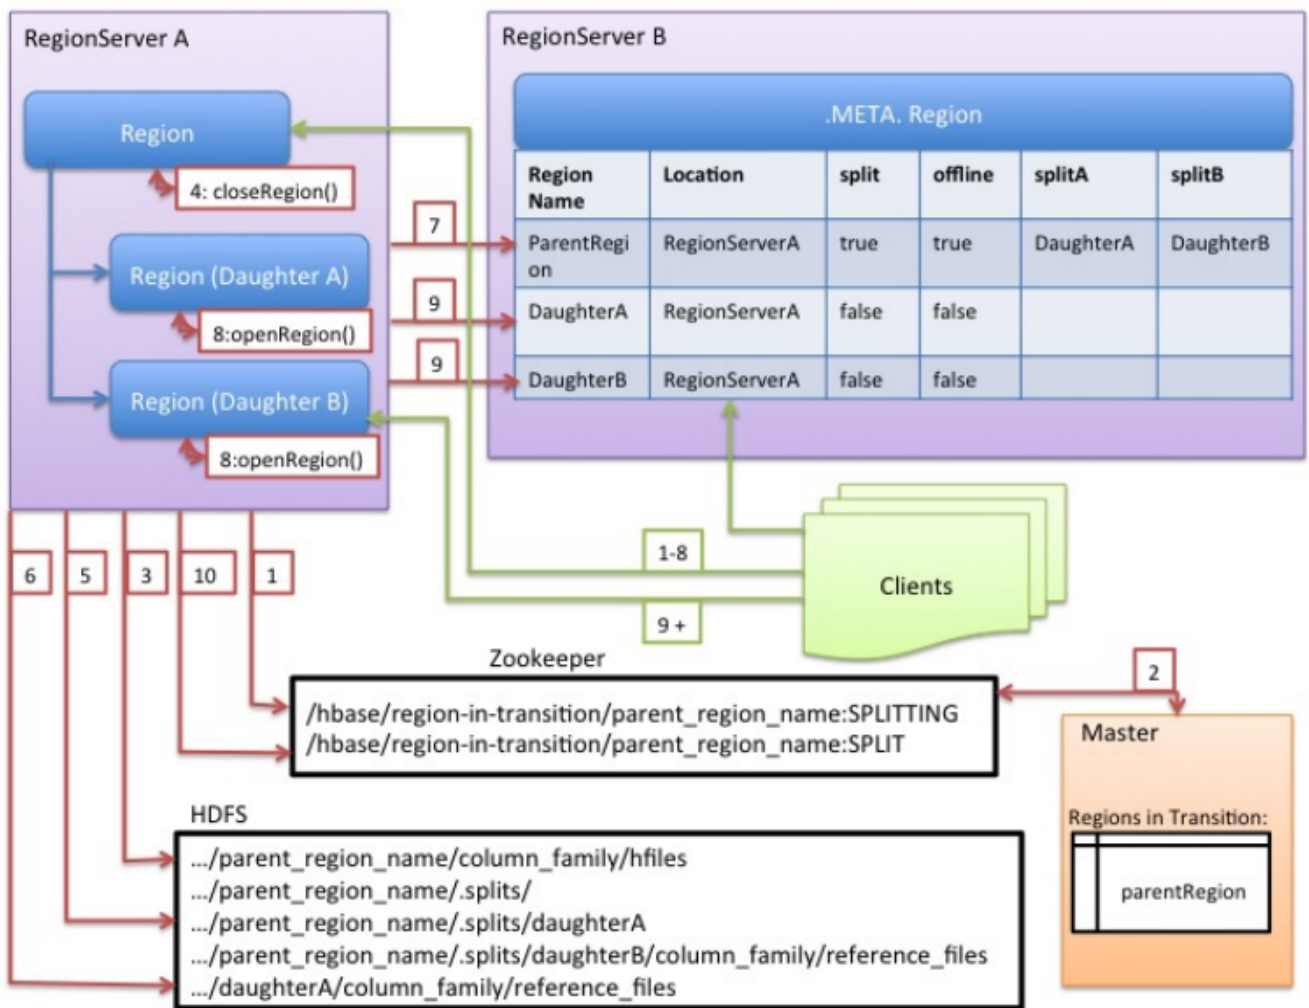 RegionServer A
Region
4: closeRegion()
Region (Daughter A)
8:openRegion()
Region (Daughter B)
8:openRegion()
7
9
9
RegionServer B
.META. Region
Region Name Location split offline splitA splitB
ParentRegi on RegionServerA true true DaughterA DaughterB
DaughterA RegionServerA false false
DaughterB RegionServerA false false
6 5 3 10 1
1-8
9 +
Clients
2
Zookeeper
/hbase/region-in-transition/parent_region_name:SPLITTING
/hbase/region-in-transition/parent_region_name:SPLIT
Master
Regions in Transition:
parentRegion
HDFS
.../parent_region_name/column_family/hfiles
.../parent_region_name/.splits/
.../parent_region_name/.splits/daughterA
.../parent_region_name/.splits/daughterB/column_family/reference_files
.../daughterA/column_family/reference_files